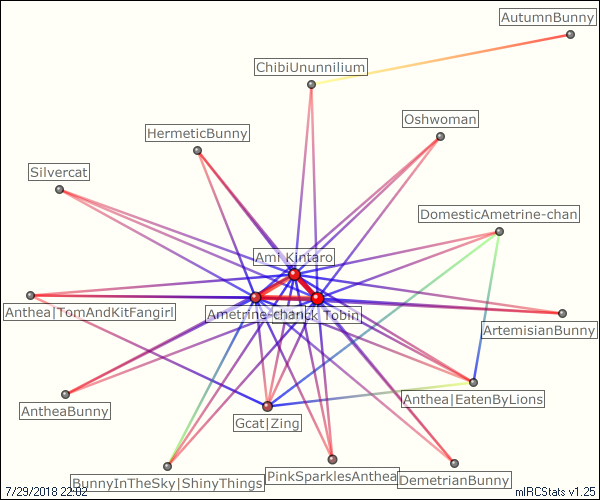 AutumnBunny
ChibiUnunnilium
Oshwoman
HermeticBunny
Silvercat
DomesticAmetrine-chan
Ami_Kintaro
Anthea|TomAndKitFangirl
Ametrine-chan
Tobin
ArtemisianBunny
Anthea|EatenByLions
AntheaBunny
Gcat|Zing
BunnyInTheSky|ShinyThings
PinkSparklesAnthea
DemetrianBunny
7/29/2018 22:02
mIRCStats v1.25